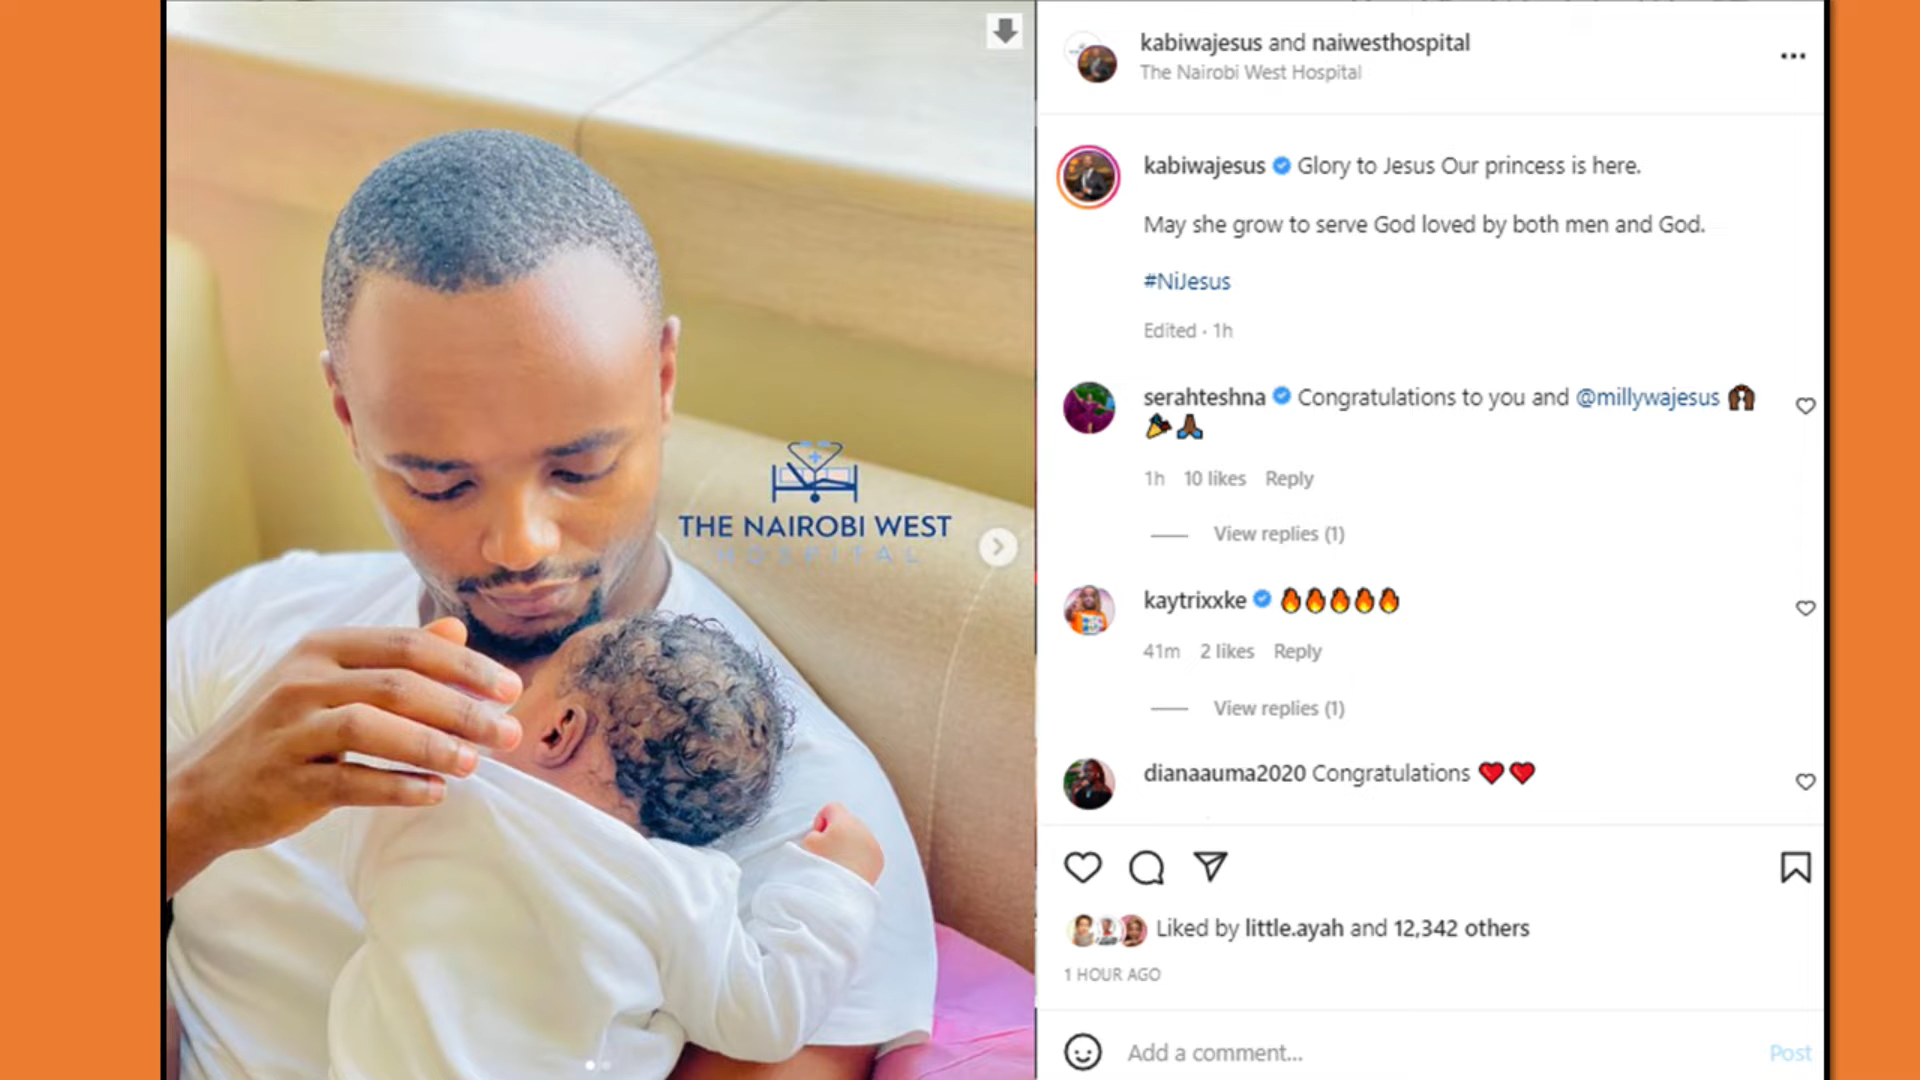 THE NAIROBI WEST
HOSPITAL
kabiwajesus and naiwesthospital
The Nairobi West Hospital
kabiwajesus Glory to Jesus Our princess is here.
May she grow to serve God loved by both men and God.
#NiJesus
Edited · 1h
serahteshna Congratulations to you and @millywajesus
1h 10 likes Reply
View replies (1)
kaytrixxke 🔥🔥🔥🔥🔥
41m 2 likes Reply
View replies (1)
dianaauma2020 Congratulations ❤️❤️
Liked by little.ayah and 12,342 others
1 HOUR AGO
Add a comment... Post